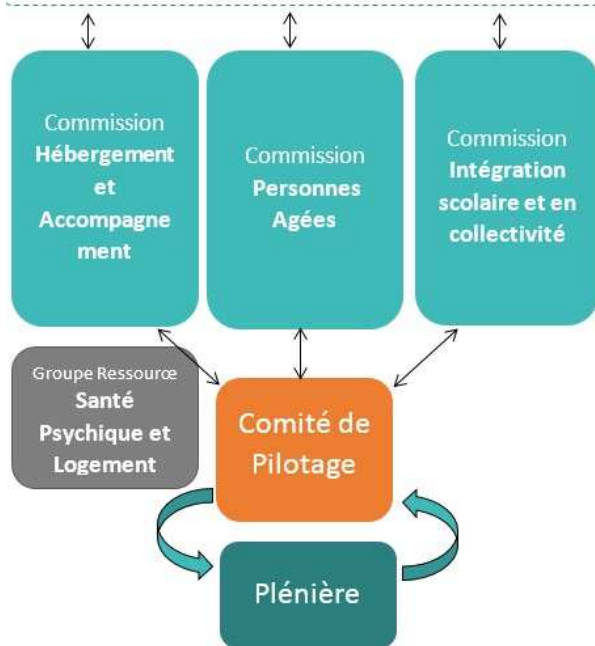 Commission
Hébergement
et
Accompagne
ment
Commission
Personnes
Agées
Commission
Intégration
scolaire et en
collectivité
Groupe Ressource
Santé
Psychique et
Logement
Comité de
Pilotage
Plénière